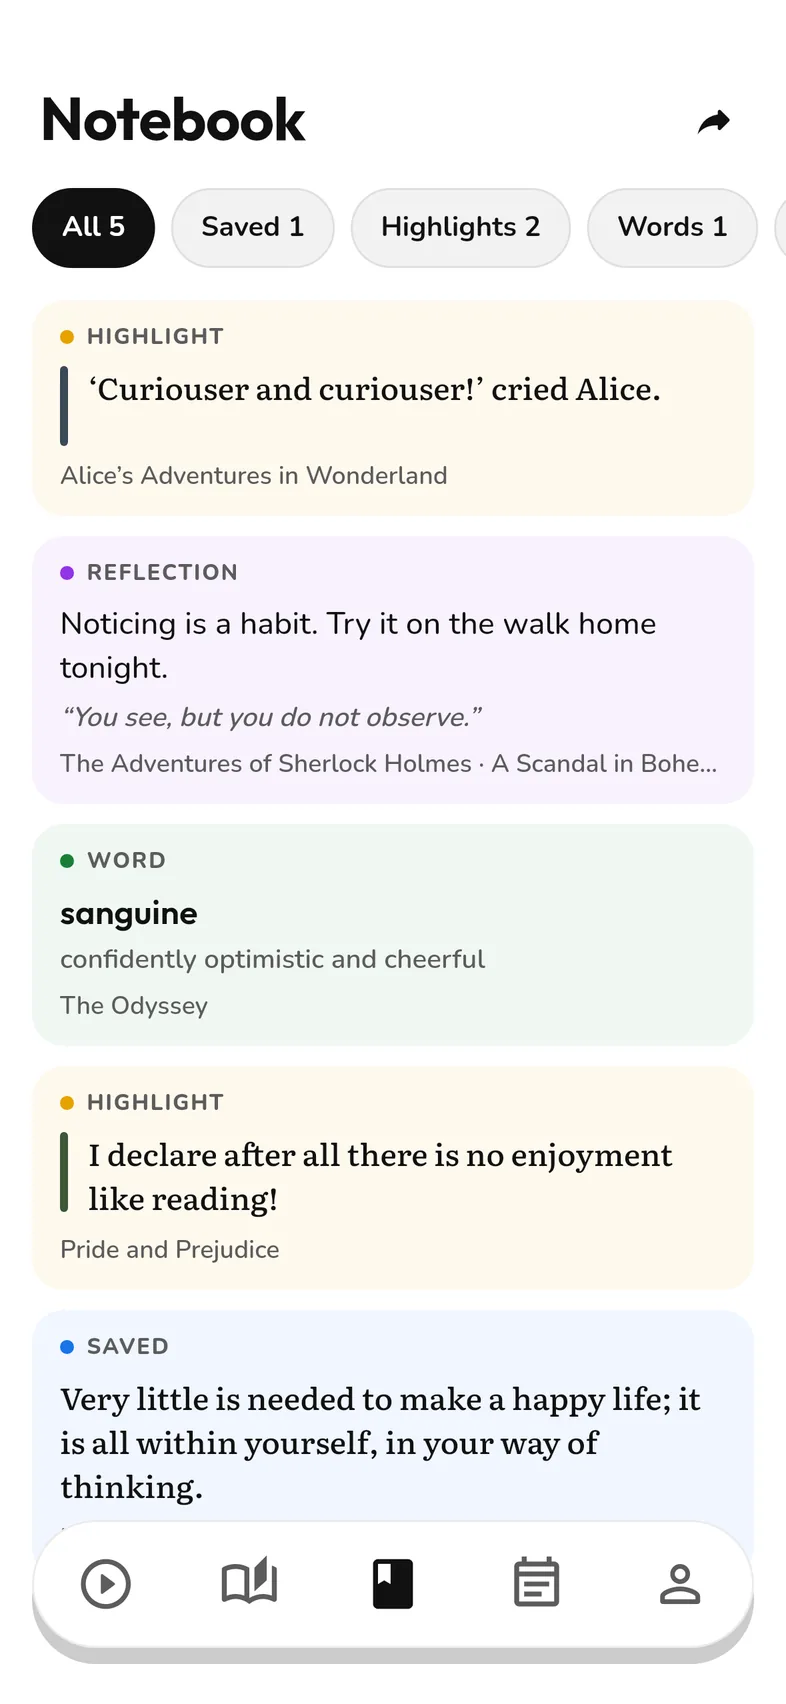 Notebook
All 5
Saved 1
Highlights 2
Words 1
HIGHLIGHT
‘Curiouser and curiouser!’ cried Alice.
Alice’s Adventures in Wonderland
REFLECTION
Noticing is a habit. Try it on the walk home
tonight.
“You see, but you do not observe.”
The Adventures of Sherlock Holmes · A Scandal in Bohe...
WORD
sanguine
confidently optimistic and cheerful
The Odyssey
HIGHLIGHT
I declare after all there is no enjoyment
like reading!
Pride and Prejudice
SAVED
Very little is needed to make a happy life; it
is all within yourself, in your way of
thinking.